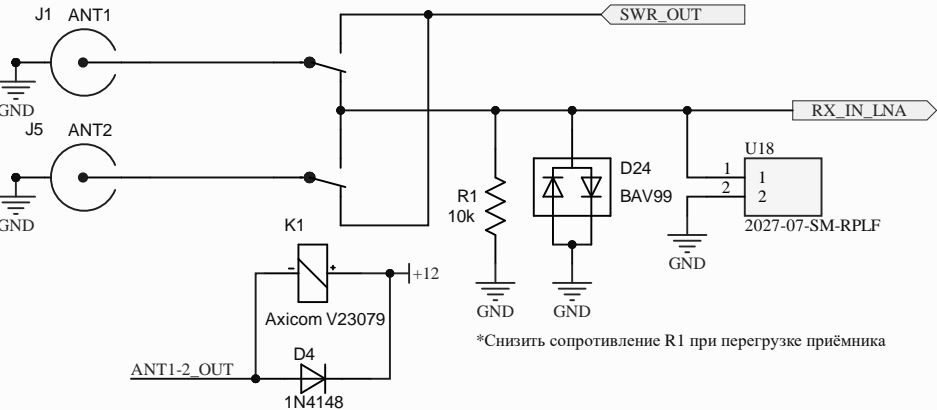 J1 ANT1
SWR_OUT
GND
RX_IN_LNA
J5 ANT2
U18
1 1
2 2
D24
BAV99
R1
10k
2027-07-SM-RPLF
GND
K1
GND
- + +12
GND GND
Axicom V23079
*Снизить сопротивление R1 при перегрузке приёмника
D4
ANT1-2_OUT
1N4148